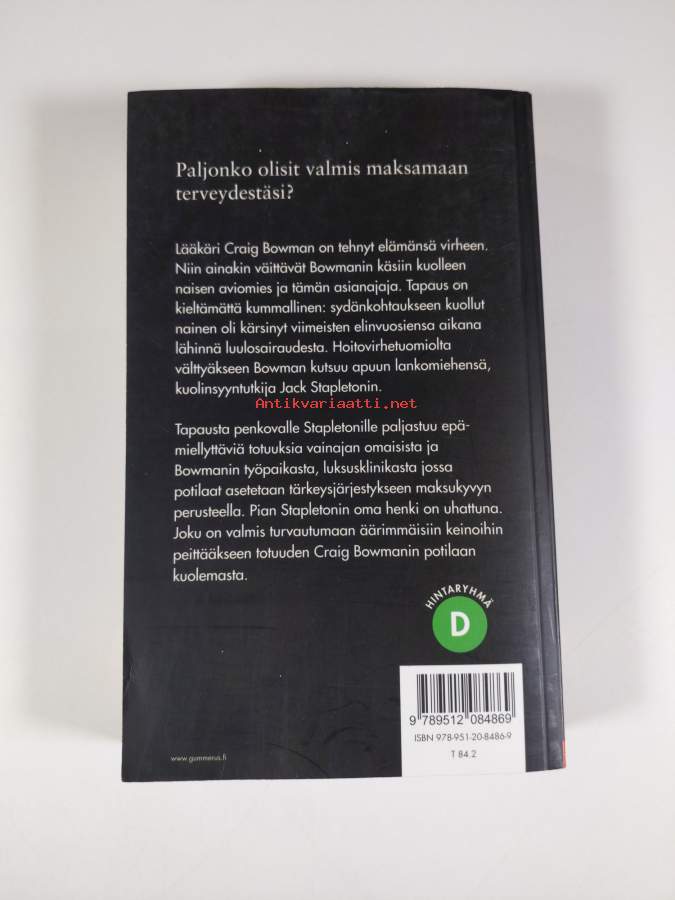 Paljonko olisit valmis maksamaan
terveydestäsi?
Lääkäri Craig Bowman on tehnyt elämänsä virheen.
Niin ainakin väittävät Bowmanin käsiin kuolleen
naisen aviomies ja tämän asianajaja. Tapaus on
kieltämättä kummallinen: sydänkohtaukseen kuollut
nainen oli kärsinyt viimeisten elinvuosiensa aikana
lähinnä luulosairaudesta. Hoitovirhetuomiolta
välttyäkseen Bowman kutsuu apuun lankomiehensä,
kuolinsyyntutkija Jack Stapletonin.
Antikvariaatti.net
Tapausta penkovalle Stapletonille paljastuu epä-
miellyttäviä totuuksia vainajan omaisista ja
Bowmanin työpaikasta, luksusklinikasta jossa
potilaat asetetaan tärkeysjärjestykseen maksukyvyn
perusteella. Pian Stapletonin oma henki on uhattuna.
Joku on valmis turvautumaan äärimmäisiin keinoihin
peittääkseen totuuden Craig Bowmanin potilaan
kuolemasta.
HINTARYHMÄ
D
9 789512 084869
ISBN 978-951-20-8486-9
T 84.2
www.gummerus.fi